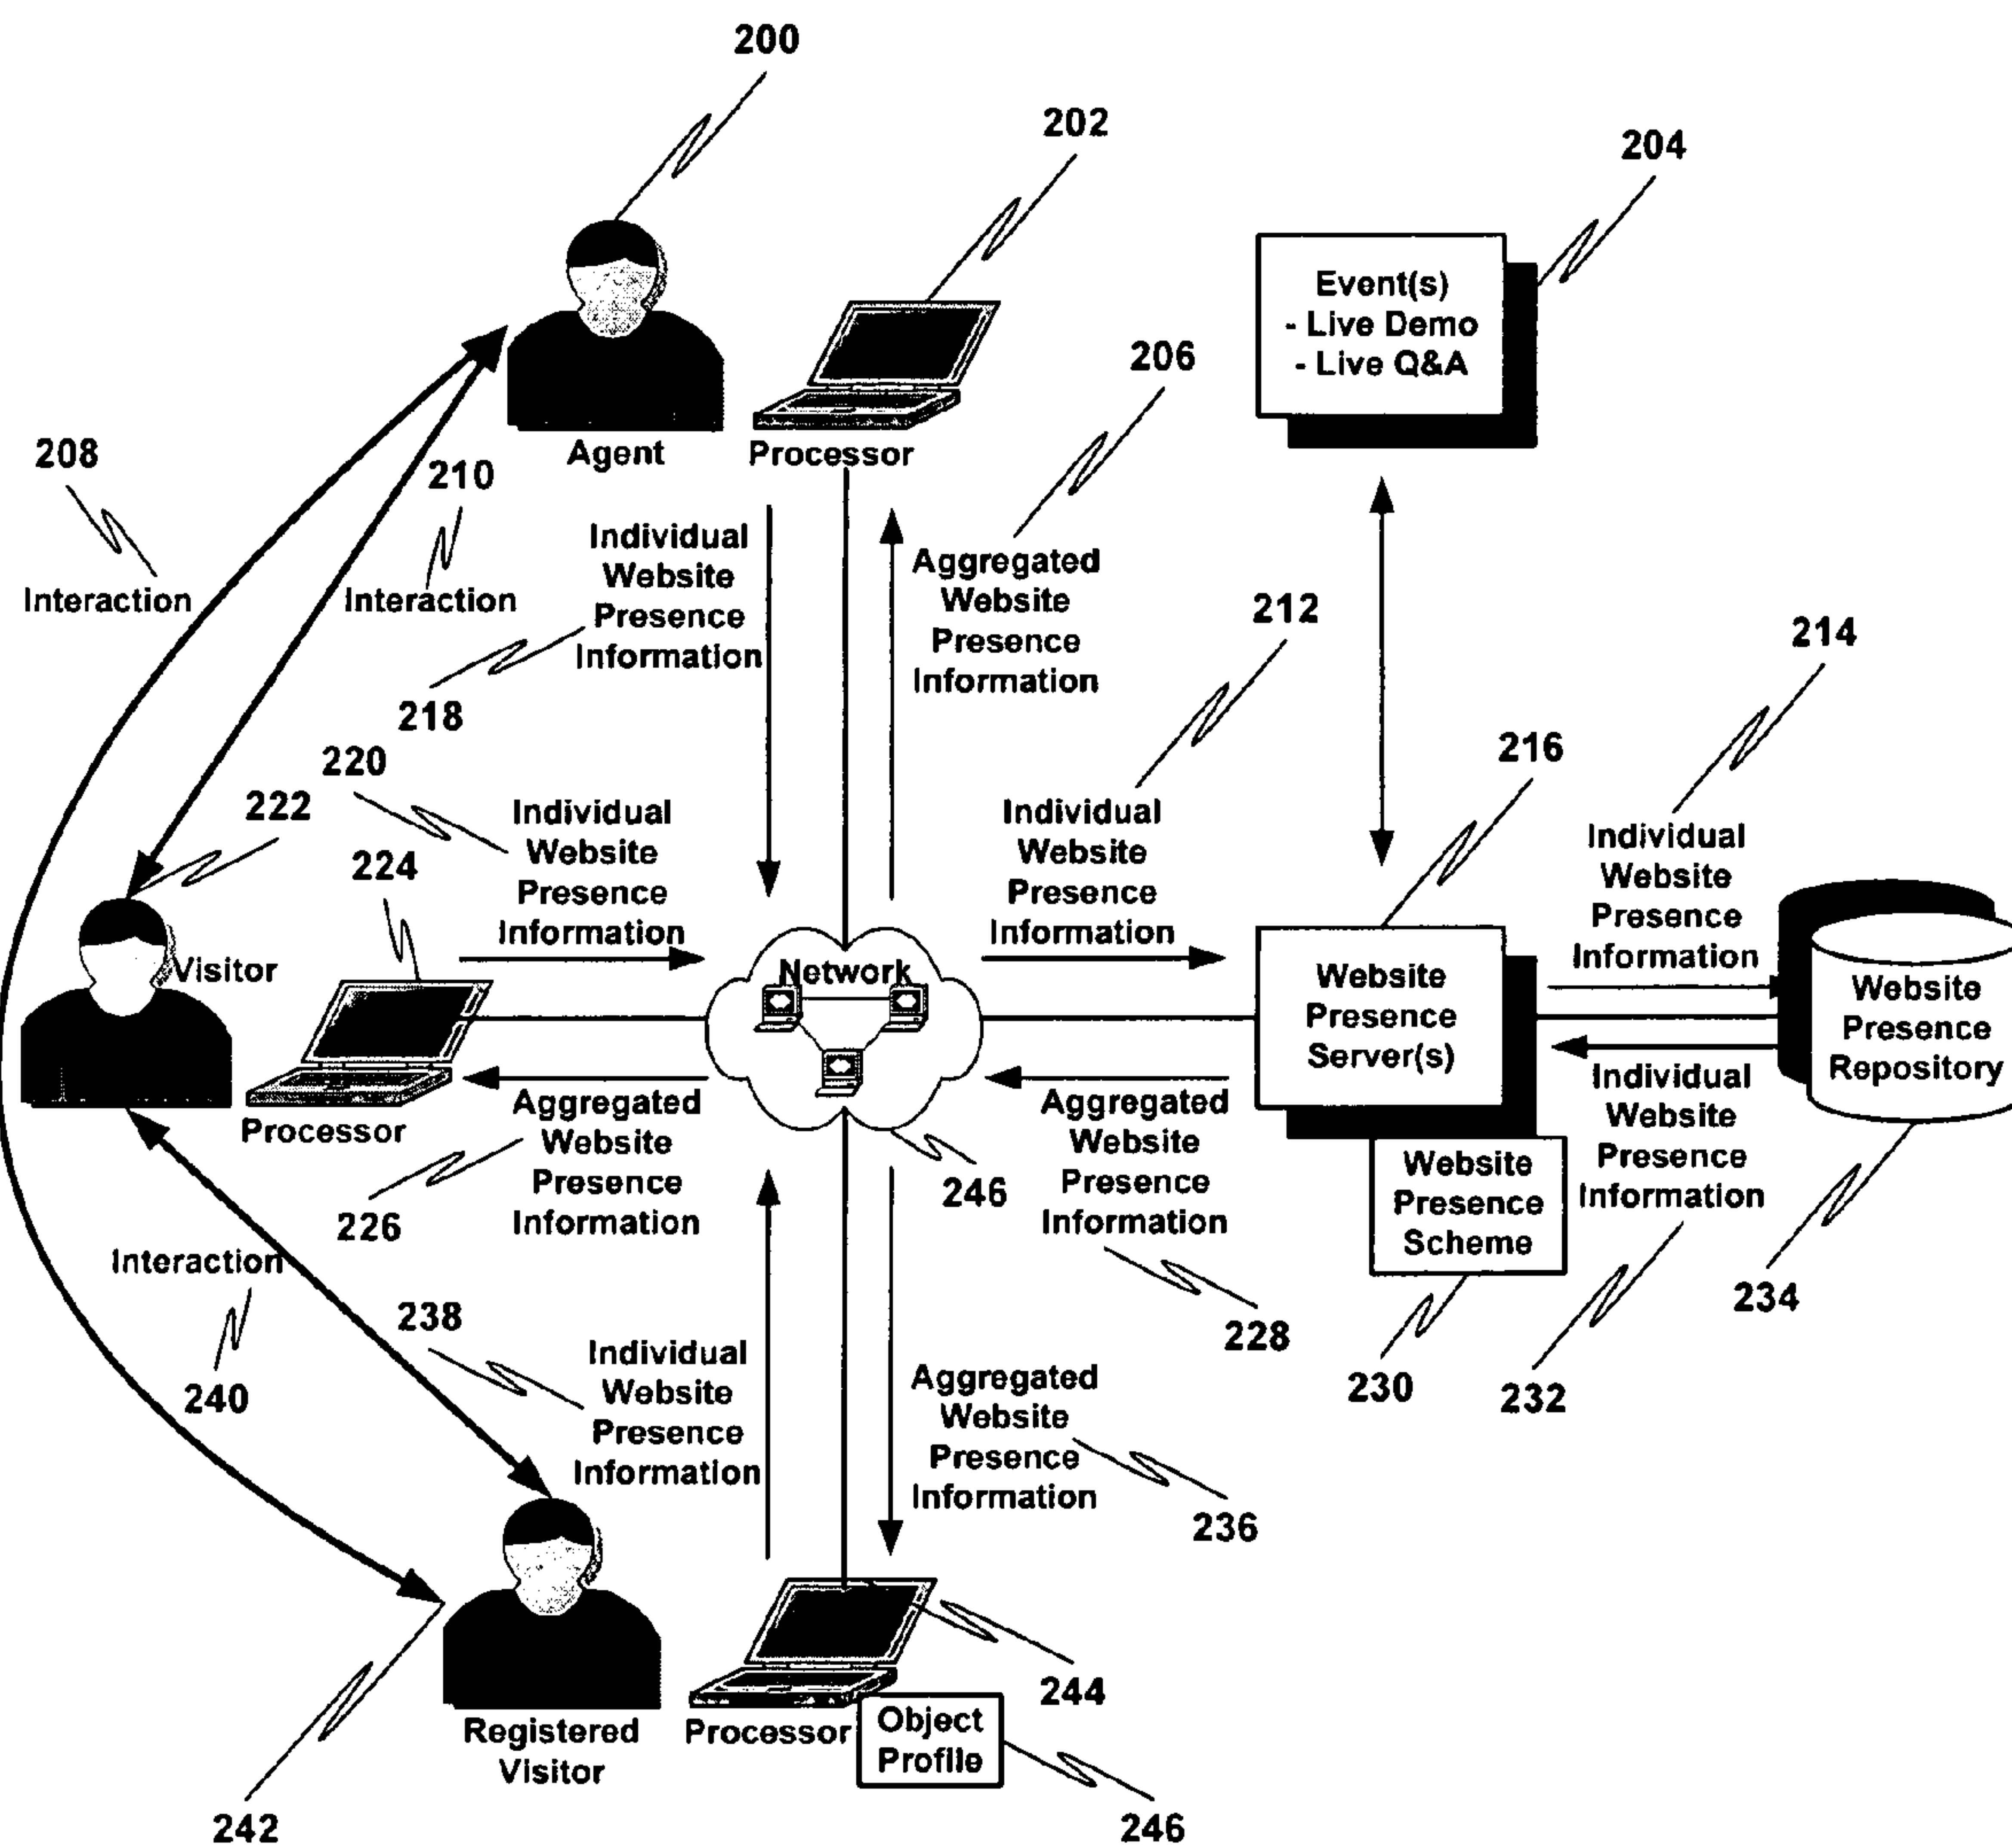 200
202
204
Event(s)
- Live Demo
- Live Q&A
206
Agent
Processor
208
210
Interaction
Interaction
Individual
Website
Presence
Information
218
Aggregated
Website
Presence
Information
212
214
216
220
222
224
Individual
Website
Presence
Information
Individual
Website
Presence
Information
Individual
Website
Presence
Information
Visitor
Processor
Network
Website
Presence
Server(s)
Website
Presence
Repository
Aggregated
Website
Presence
Information
226
246
Aggregated
Website
Presence
Information
228
Website
Presence
Scheme
230
Individual
Website
Presence
Information
232
234
Interaction
240
238
Individual
Website
Presence
Information
Aggregated
Website
Presence
Information
236
Registered
Visitor
242
Processor
244
Object
Profile
246